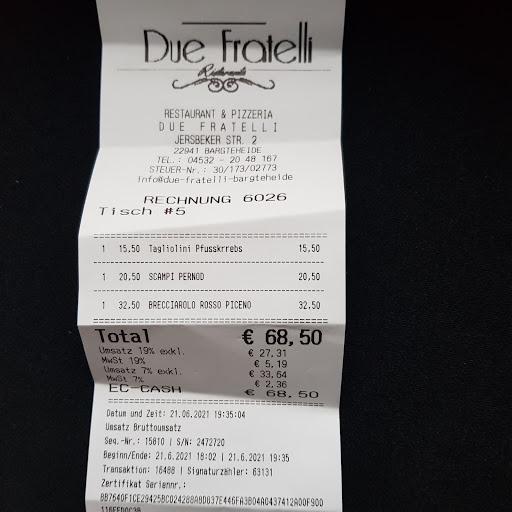 Due Fratelli
Ristorante
RESTAURANT & PIZZERIA
DUE FRATELLI
JERSBEKER STR. 2
22941 BARGTEHEIDE
TEL.: 04532 - 20 48 167
STEUER-Nr.: 30/173/02773
info@due-fratelli-bargteheide
RECHNUNG 6026
Tisch #5
1 15,50 Tagliolini Pfusskrrebs 15,50
1 20,50 SCAMPI PERNOD 20,50
1 32,50 BRECCIAROLO ROSSO PICENO 32,50
Total € 68,50
Umsatz 19% exkl. € 27,31
MwSt 19% € 5,19
Umsatz 7% exkl. € 33,64
MwSt 7% € 2,36
EC-CASH € 68,50
Datum und Zeit: 21.06.2021 19:35:04
Umsatz Bruttoumsatz
Seq.-Nr.: 15810 | S/N: 2472720
Beginn/Ende: 21.6.2021 18:02 | 21.6.2021 19:35
Transaktion: 16488 | Signaturzähler: 63131
Zertifikat Seriennr.: